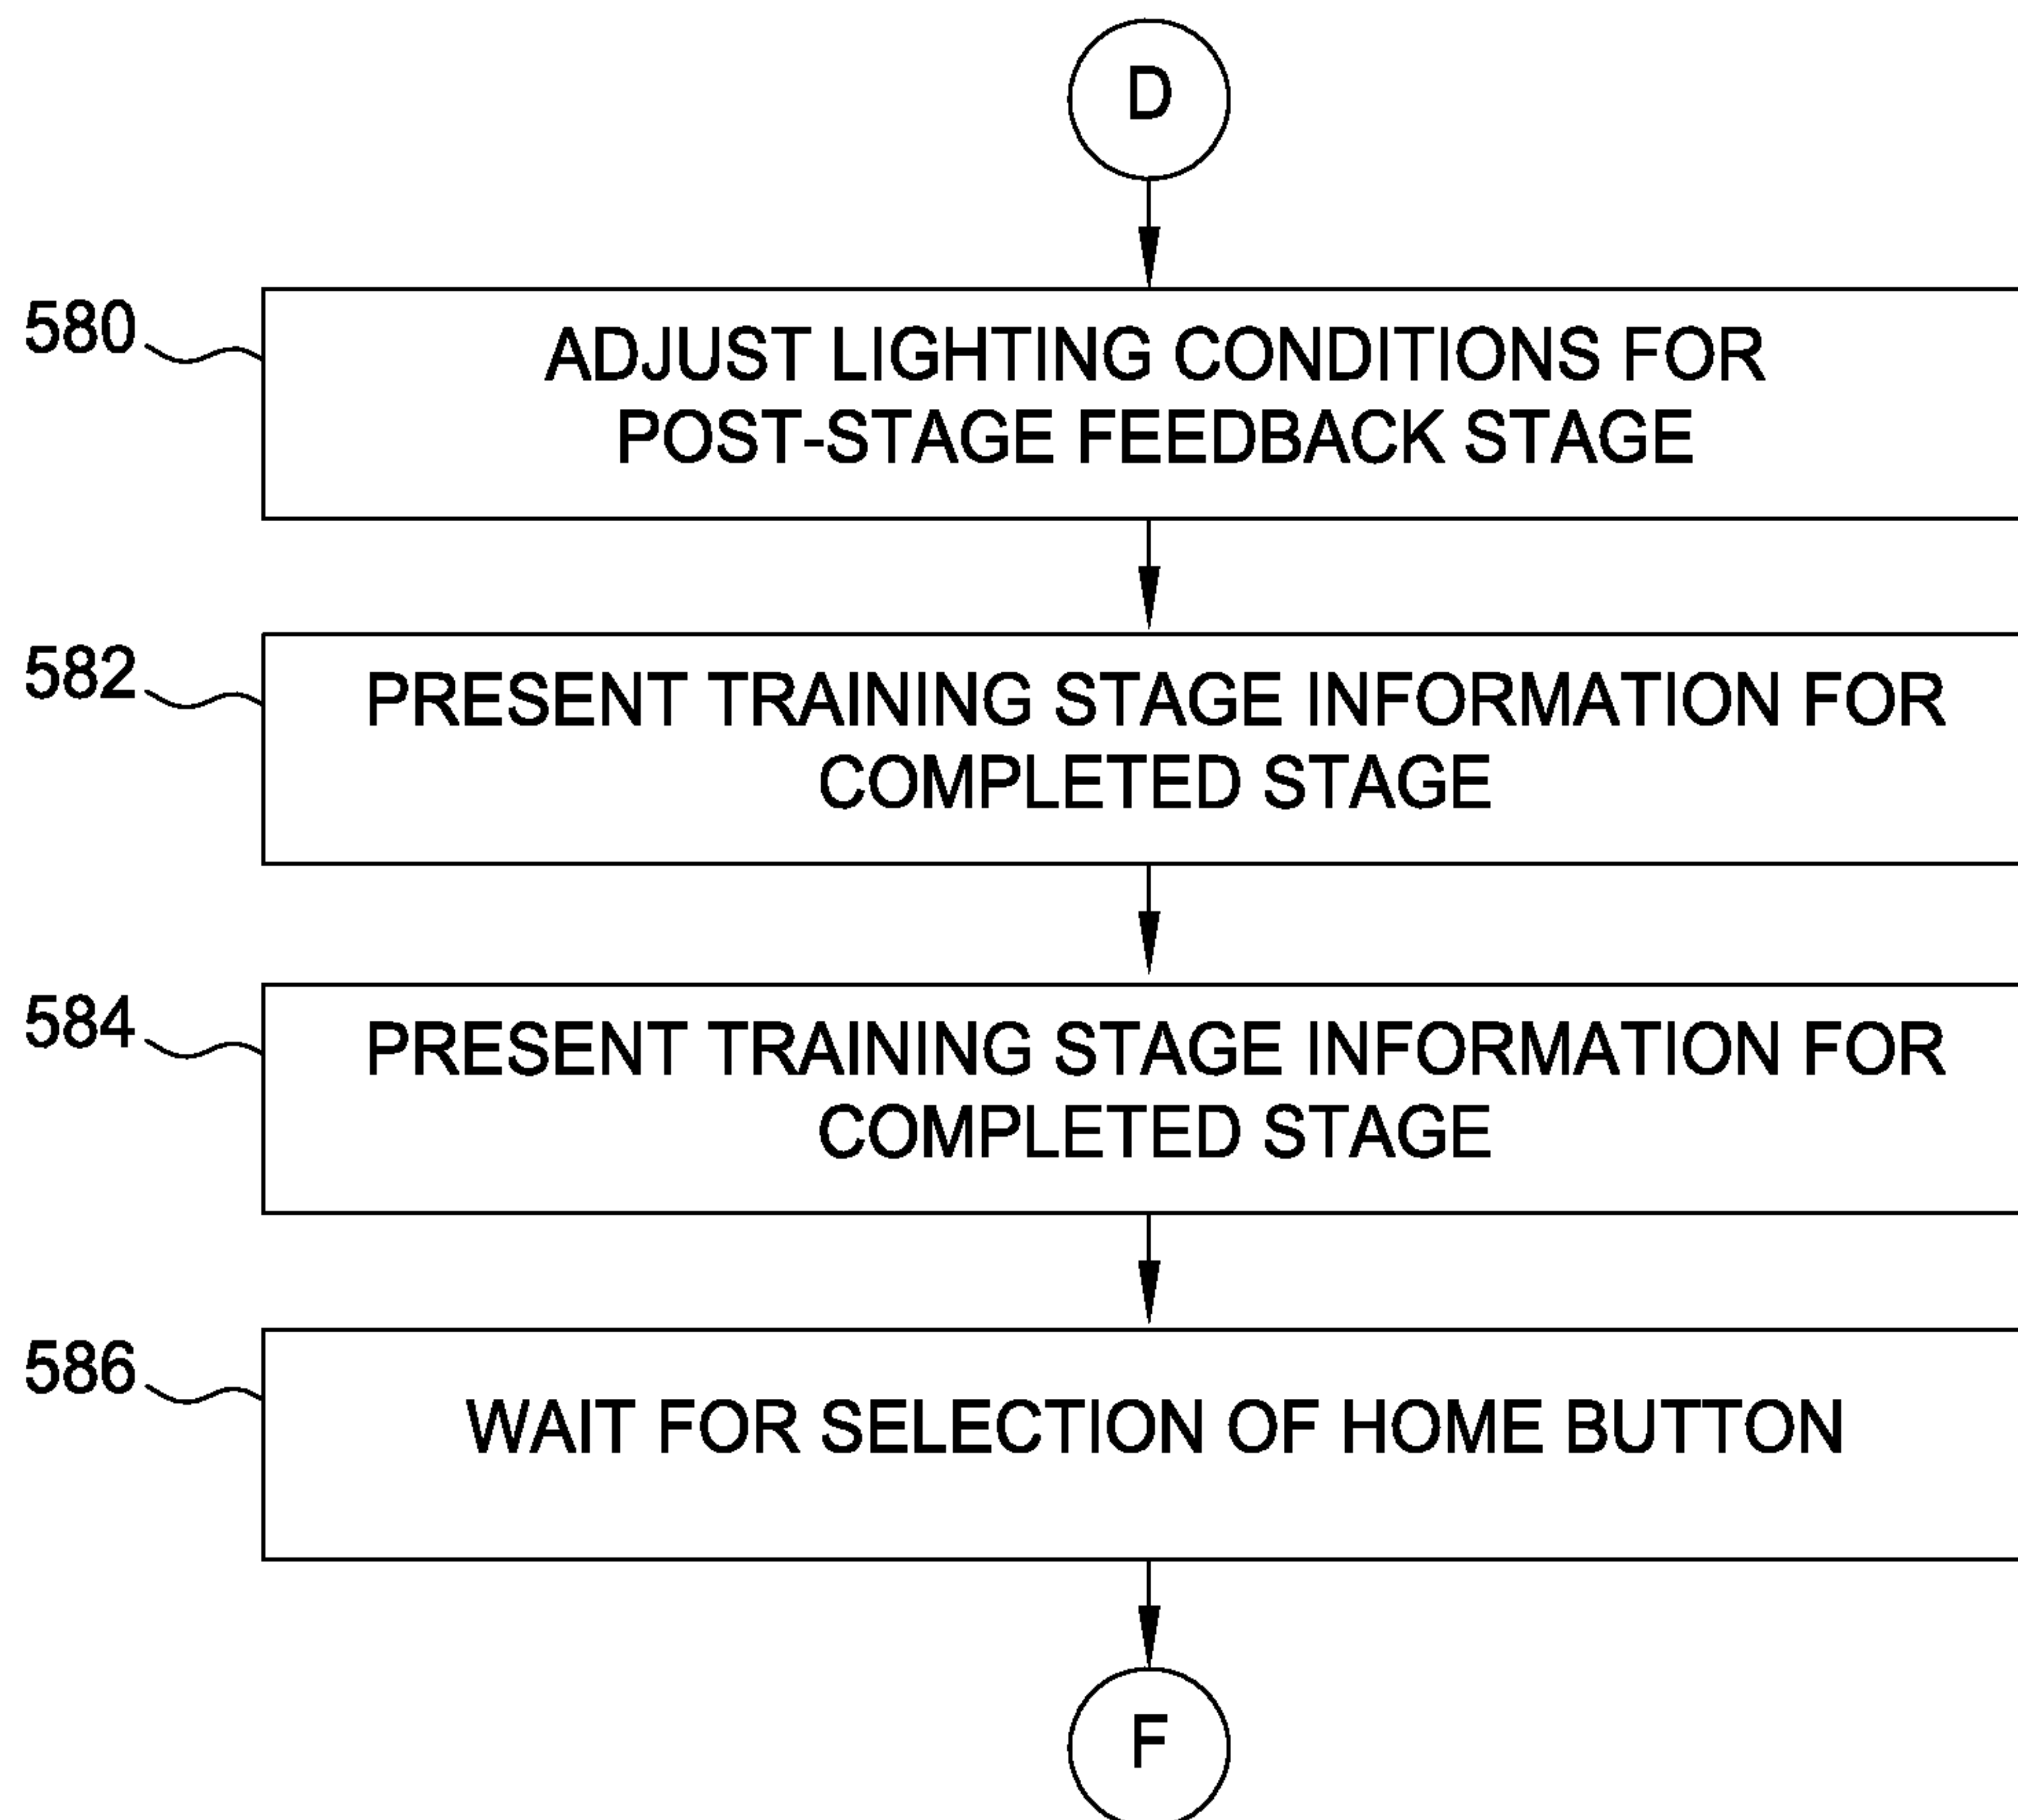 D
580
ADJUST LIGHTING CONDITIONS FOR
POST-STAGE FEEDBACK STAGE
582
PRESENT TRAINING STAGE INFORMATION FOR
COMPLETED STAGE
584
PRESENT TRAINING STAGE INFORMATION FOR
COMPLETED STAGE
586
WAIT FOR SELECTION OF HOME BUTTON
F